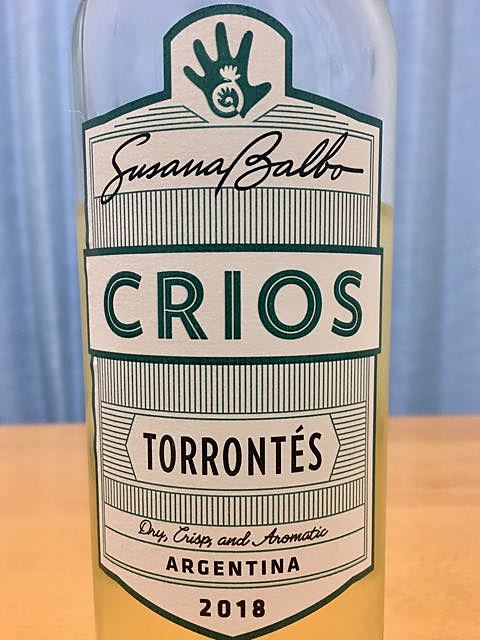 Susana Balbo
CRIOS
TORRONTÉS
Dry, Crisp, and Aromatic
ARGENTINA
2018